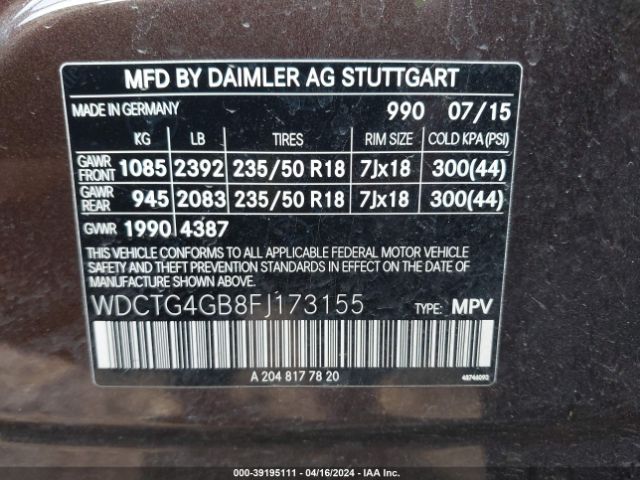 MFD BY DAIMLER AG STUTTGART
MADE IN GERMANY 990 07/15
KG LB TIRES RIM SIZE COLD KPA (PSI)
GAWR FRONT 1085 2392 235/50 R18 7Jx18 300(44)
GAWR REAR 945 2083 235/50 R18 7Jx18 300(44)
GVWR 1990 4387
THIS VEHICLE CONFORMS TO ALL APPLICABLE FEDERAL MOTOR VEHICLE
SAFETY AND THEFT PREVENTION STANDARDS IN EFFECT ON THE DATE OF
MANUFACTURE SHOWN ABOVE.
WDCTG4GB8FJ173155 TYPE: MPV
A 204 817 78 20 48746093
000-39195111 - 04/16/2024 - IAA Inc.